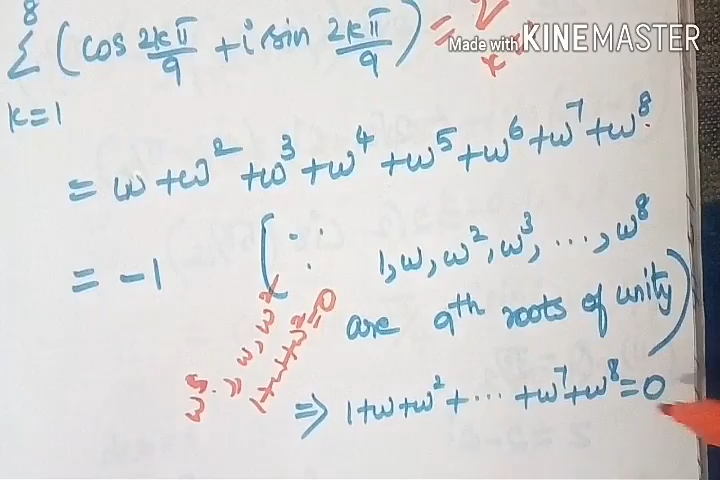 8
Σ (cos 2kπ/9 + i sin 2kπ/9) = Σ
k=1
Made with KINEMASTER
= ω + ω² + ω³ + ω⁴ + ω⁵ + ω⁶ + ω⁷ + ω⁸
= -1 [∵ 1, ω, ω², ω³, ..., ω⁸
are 9th roots of unity)
ω, ω²
1+ω+ω²=0
⇒ 1+ω+ω² + ... + ω⁷+ω⁸=0